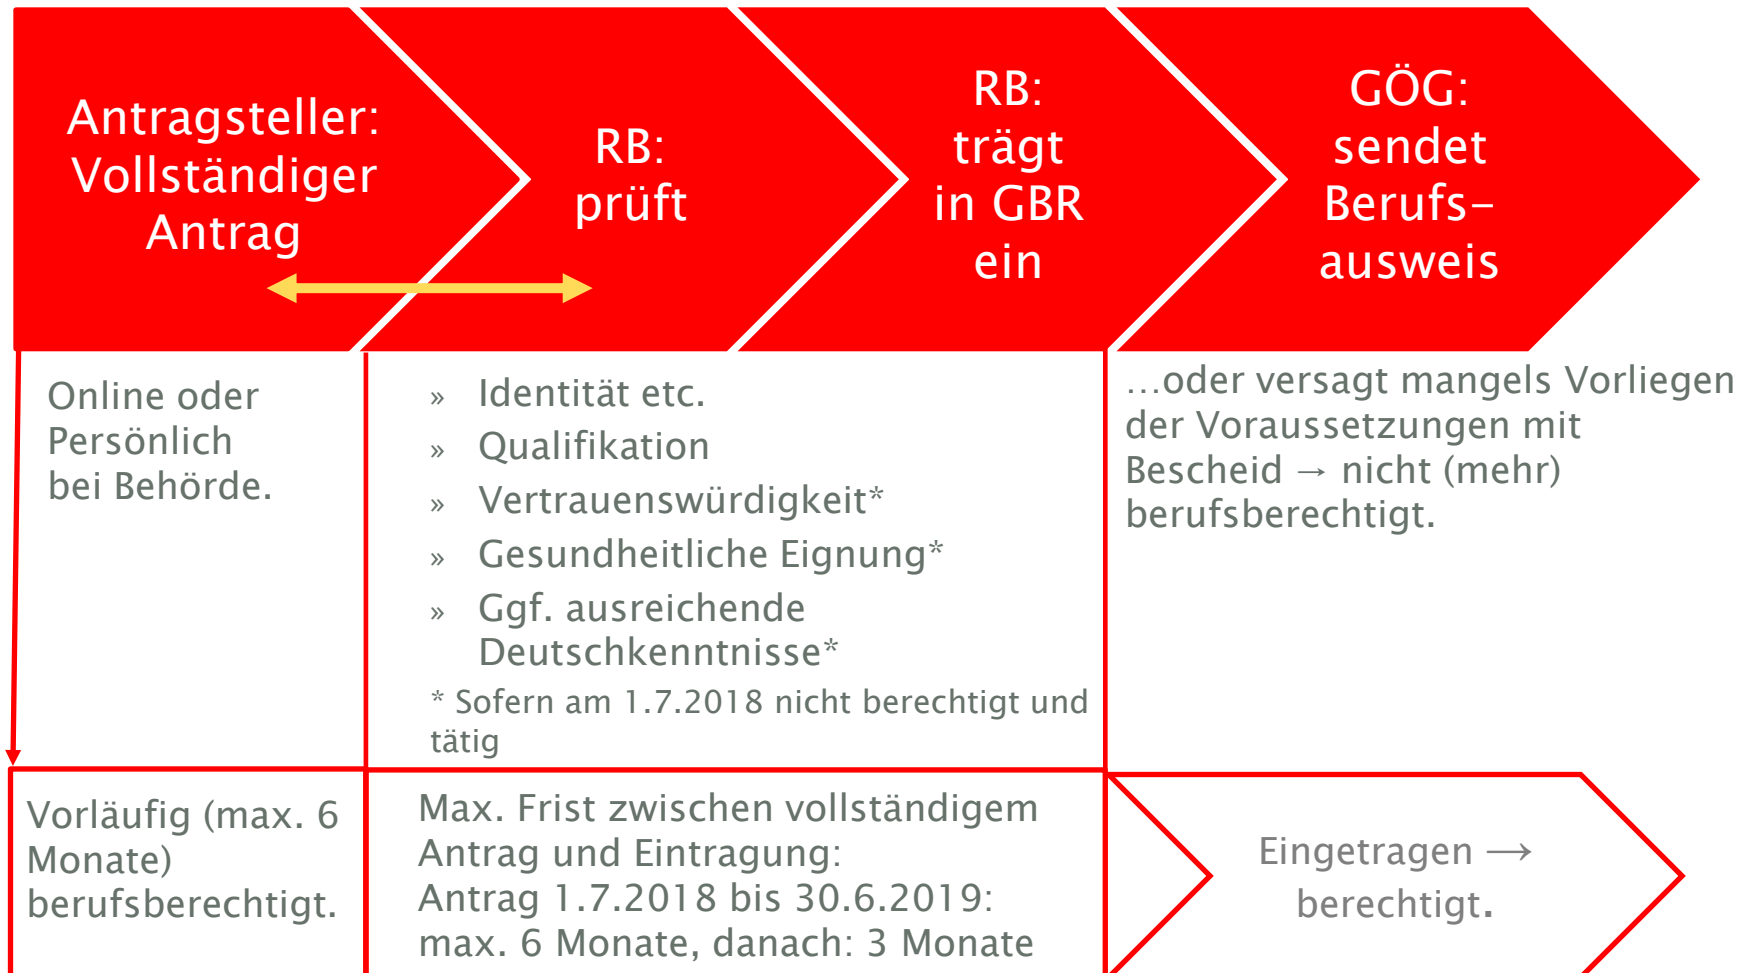 Antragsteller:
Vollständiger
Antrag
RB:
prüft
RB:
trägt
in GBR
ein
GÖG:
sendet
Berufs-
ausweis
Online oder
Persönlich
bei Behörde.
» Identität etc.
» Qualifikation
» Vertrauenswürdigkeit*
» Gesundheitliche Eignung*
» Ggf. ausreichende
Deutschkenntnisse*
* Sofern am 1.7.2018 nicht berechtigt und
tätig
…oder versagt mangels Vorliegen
der Voraussetzungen mit
Bescheid → nicht (mehr)
berufsberechtigt.
Vorläufig (max. 6
Monate)
berufsberechtigt.
Max. Frist zwischen vollständigem
Antrag und Eintragung:
Antrag 1.7.2018 bis 30.6.2019:
max. 6 Monate, danach: 3 Monate
Eingetragen →
berechtigt.